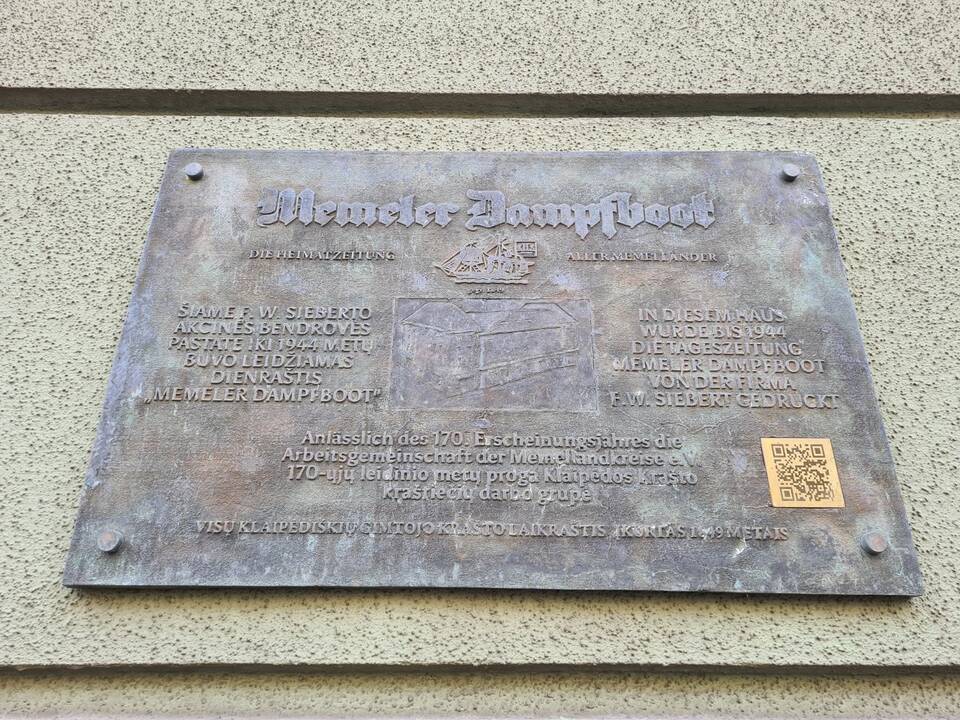 Memeler Dampfboot
DIE HEIMATZEITUNG
ALLER MEMELLÄNDER
ŠIAME F. W. SIEBERTO
AKCINĖS BENDROVĖS
PASTATE IKI 1944 METŲ
BUVO LEIDŽIAMAS
DIENRAŠTIS
„MEMELER DAMPFBOOT"
IN DIESEM HAUS
WURDE BIS 1944
DIE TAGESZEITUNG
MEMELER DAMPFBOOT
VON DER FIRMA
F.W. SIEBERT GEDRUCKT
Anlässlich des 170. Erscheinungsjahres die
Arbeitsgemeinschaft der Memellandkreise e.V.
170-ųjų leidinio metų proga Klaipėdos krašto
kraštiečių darbo grupė
VISŲ KLAIPĖDIŠKIŲ GIMTOJO KRAŠTO LAIKRAŠTIS, ĮKURTAS 1849 METAIS